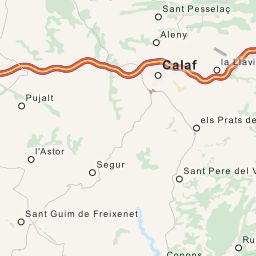 Sant Pesselaç
Aleny
Calaf
la Llavi
Pujalt
els Prats de
l'Astor
Segur
Sant Pere del V
Sant Guim de Freixenet
Ru
Conons